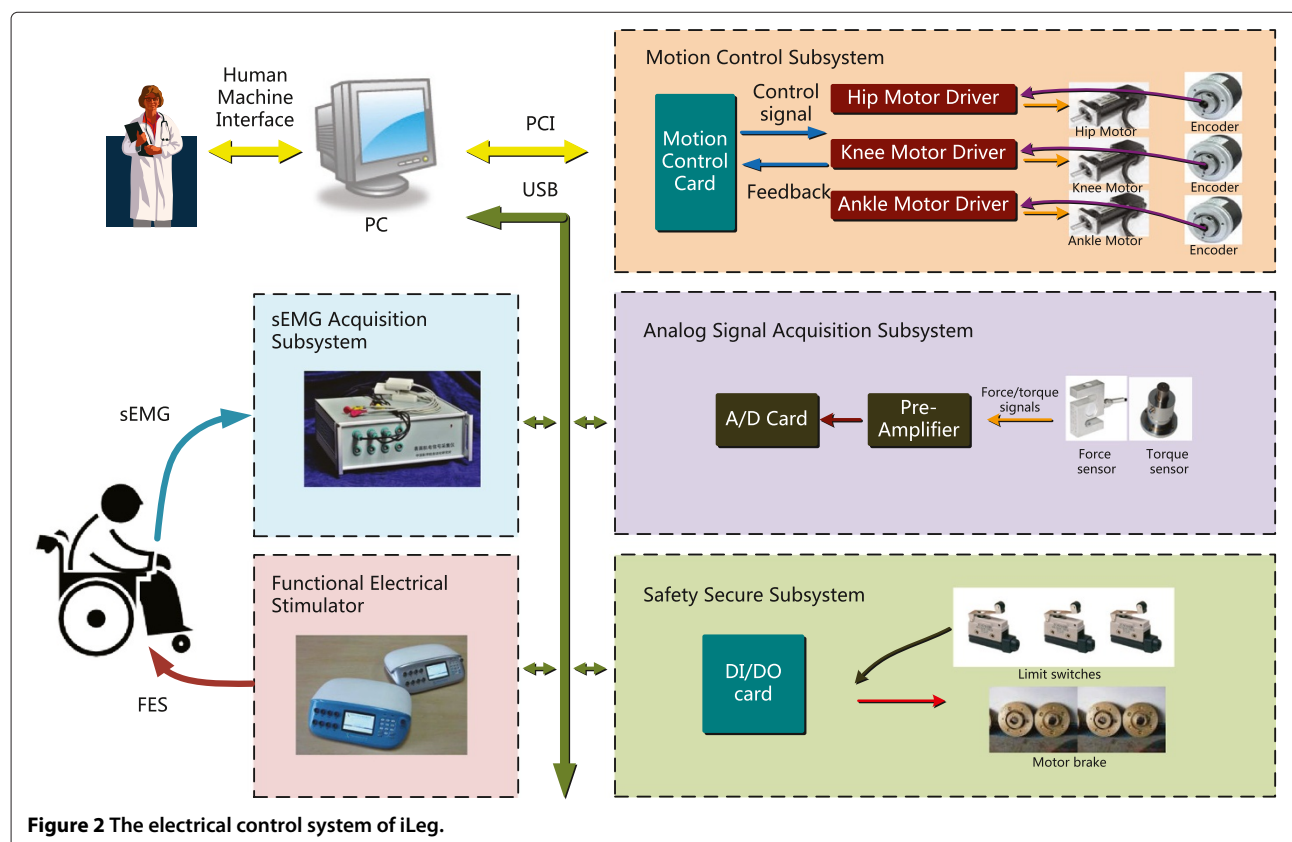 Human
Machine
Interface
PC
PCI
USB
Motion Control Subsystem
Motion
Control
Card
Control
signal
Feedback
Hip Motor Driver
Knee Motor Driver
Ankle Motor Driver
Hip Motor
Encoder
Knee Motor
Encoder
Ankle Motor
Encoder
sEMG
sEMG Acquisition
Subsystem
Analog Signal Acquisition Subsystem
A/D Card
Pre-
Amplifier
Force/torque
signals
Force
sensor
Torque
sensor
FES
Functional Electrical
Stimulator
Safety Secure Subsystem
DI/DO
card
Limit switches
Motor brake
Figure 2 The electrical control system of iLeg.